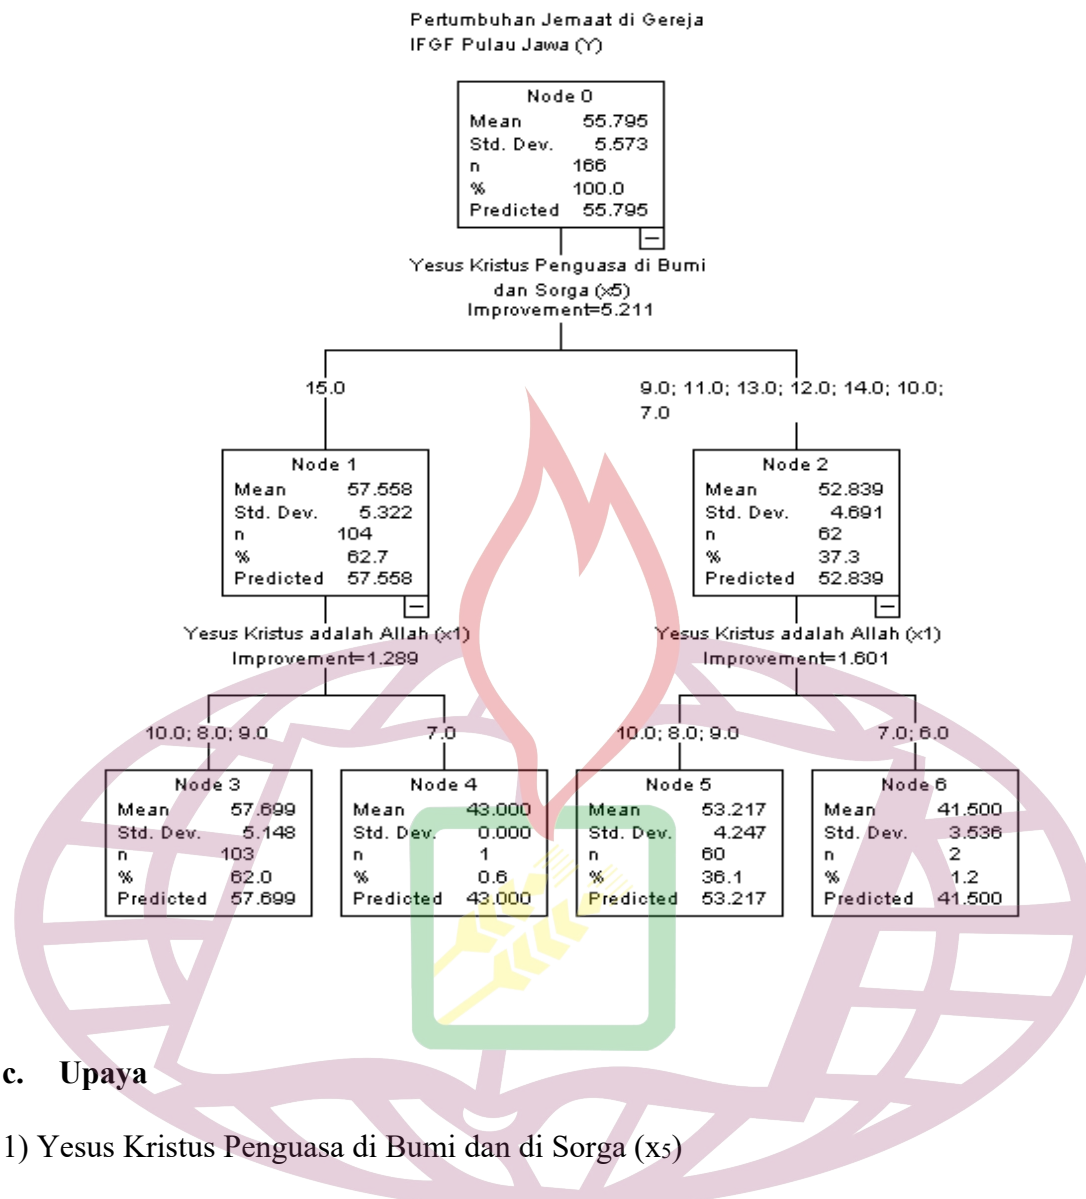 Pertumbuhan Jemaat di Gereja
IFGF Pulau Jawa (Y)
Node 0
Mean 55.795
Std. Dev. 5.573
n 166
% 100.0
Predicted 55.795
Yesus Kristus Penguasa di Bumi
dan Sorga (x5)
Improvement=5.211
15.0
9.0; 11.0; 13.0; 12.0; 14.0; 10.0;
7.0
Node 1
Mean 57.558
Std. Dev. 5.322
n 104
% 62.7
Predicted 57.558
Node 2
Mean 52.839
Std. Dev. 4.691
n 62
% 37.3
Predicted 52.839
Yesus Kristus adalah Allah (x1)
Improvement=1.289
Yesus Kristus adalah Allah (x1)
Improvement=1.601
10.0; 8.0; 9.0
7.0
10.0; 8.0; 9.0
7.0; 6.0
Node 3
Mean 57.699
Std. Dev. 5.148
n 103
% 62.0
Predicted 57.699
Node 4
Mean 43.000
Std. Dev. 0.000
n 1
% 0.6
Predicted 43.000
Node 5
Mean 53.217
Std. Dev. 4.247
n 60
% 36.1
Predicted 53.217
Node 6
Mean 41.500
Std. Dev. 3.536
n 2
% 1.2
Predicted 41.500
c. Upaya
1) Yesus Kristus Penguasa di Bumi dan di Sorga (x5)